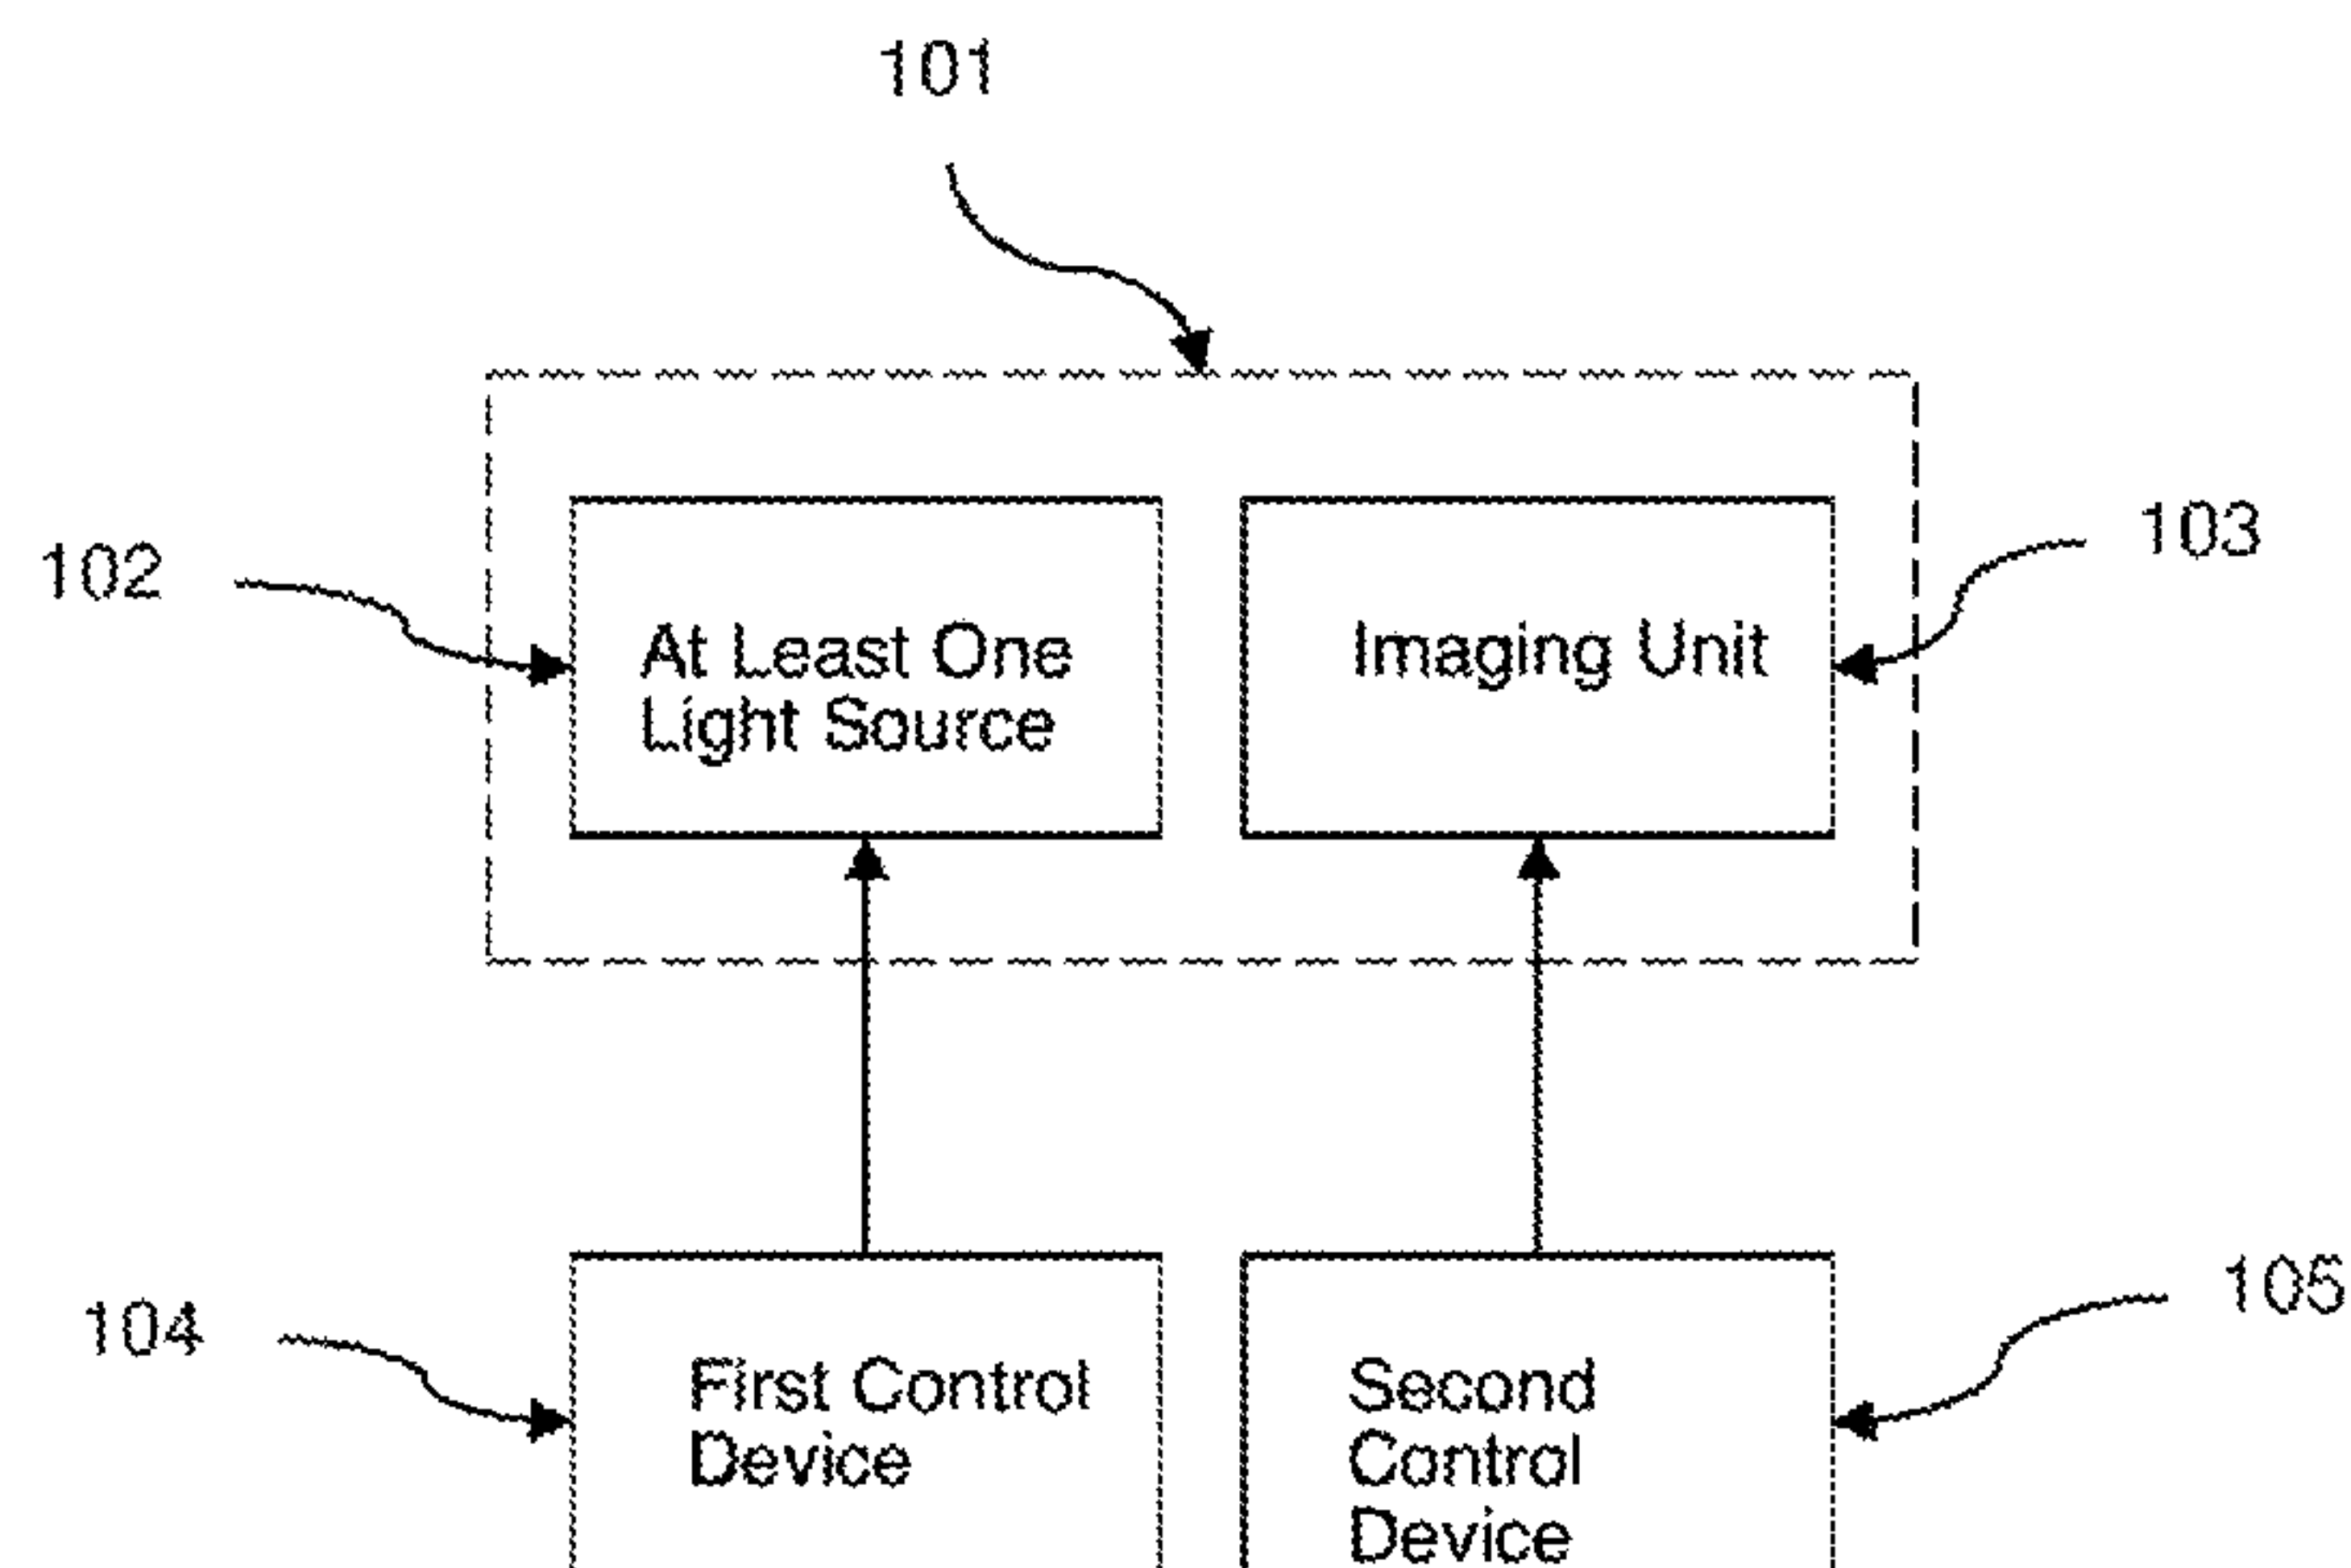 101
102
103
At Least One
Light Source
Imaging Unit
104
105
First Control
Device
Second
Control
Device